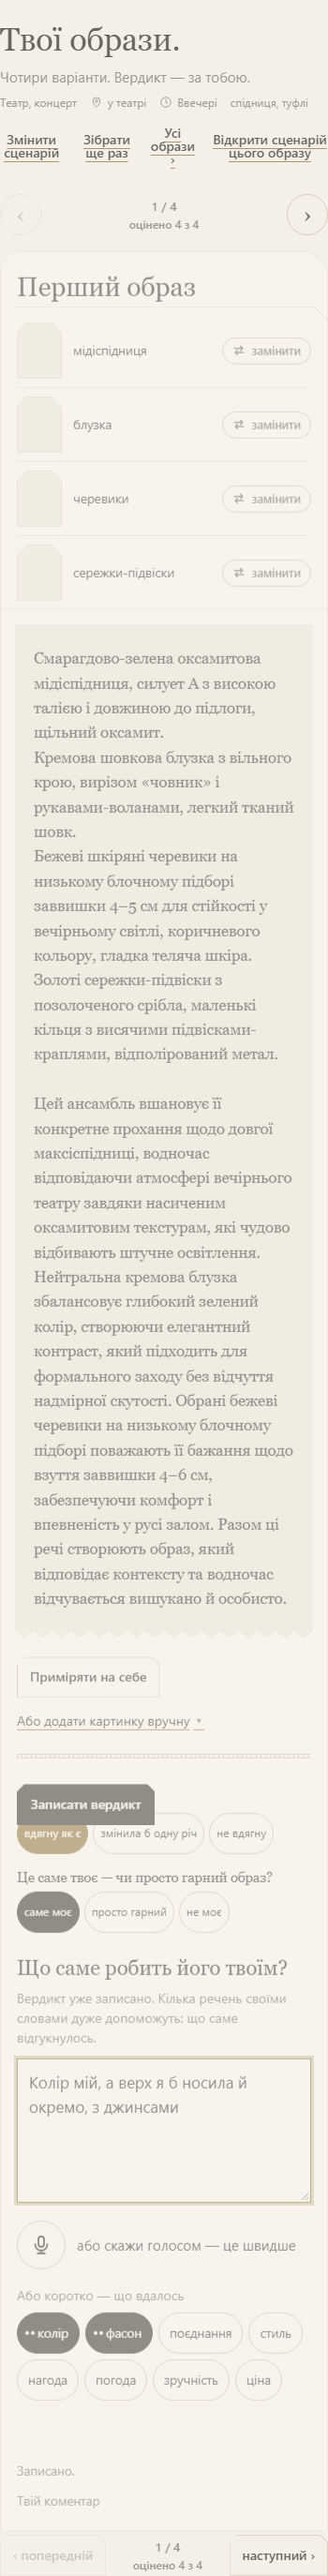 Твої образи.
Чотири варіанти. Вердикт — за тобою.
Театр, концерт у театрі Ввечері спідниця, туфлі
Змінити сценарій
Зібрати ще раз
Усі образи ›
Відкрити сценарій цього образу
‹
1 / 4
оцінено 4 з 4
›
Перший образ
мідіспідниця замінити
блузка замінити
черевики замінити
сережки-підвіски замінити
Смарагдово-зелена оксамитова
мідіспідниця, силует А з високою
талією і довжиною до підлоги,
щільний оксамит.
Кремова шовкова блузка з вільного
крою, вирізом «човник» і
рукавами-воланами, легкий тканий
шовк.
Бежеві шкіряні черевики на
низькому блочному підборі
заввишки 4–5 см для стійкості у
вечірньому світлі, коричневого
кольору, гладка теляча шкіра.
Золоті сережки-підвіски з
позолоченого срібла, маленькі
кільця з висячими підвісками-
краплями, відполірований метал.
Цей ансамбль вшановує її
конкретне прохання щодо довгої
максіспідниці, водночас
відповідаючи атмосфері вечірнього
театру завдяки насиченим
оксамитовим текстурам, які чудово
відбивають штучне освітлення.
Нейтральна кремова блузка
збалансовує глибокий зелений
колір, створюючи елегантний
контраст, який підходить для
формального заходу без відчуття
надмірної скутості. Обрані бежеві
черевики на низькому блочному
підборі поважають її бажання щодо
взуття заввишки 4–6 см,
забезпечуючи комфорт і
впевненість у русі залом. Разом ці
речі створюють образ, який
відповідає контексту та водночас
відчувається вишукано й особисто.
Приміряти на себе
Або додати картинку вручну
Записати вердикт
вдягну як є змінила б одну річ не вдягну
Це саме твоє — чи просто гарний образ?
саме моє просто гарний не моє
Що саме робить його твоїм?
Вердикт уже записано. Кілька речень своїми
словами дуже допоможуть: що саме
відгукнулось.
Колір мій, а верх я б носила й
окремо, з джинсами
або скажи голосом — це швидше
Або коротко — що вдалось
•• колір •• фасон поєднання стиль
нагода погода зручність ціна
Записано.
Твій коментар
‹ попередній
1 / 4
оцінено 4 з 4
наступний ›